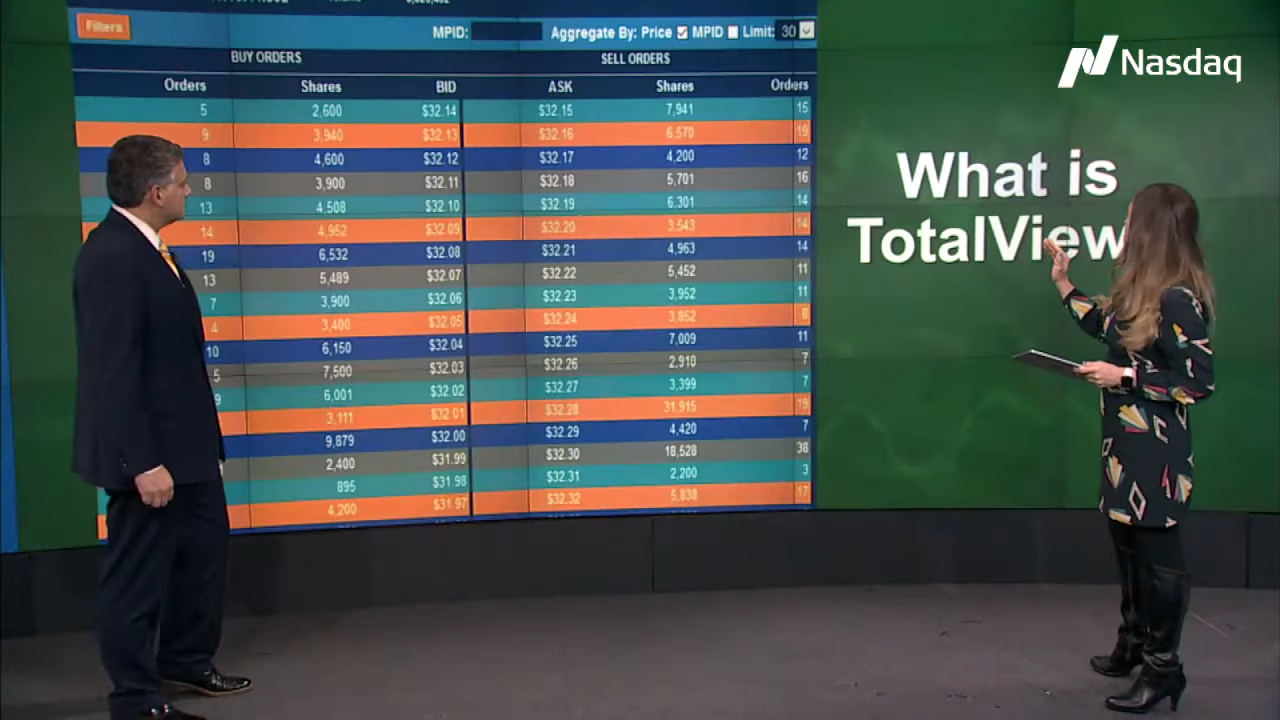 Nasdaq
Filters
MPID: Aggregate By: Price MPID Limit: 30
BUY ORDERS SELL ORDERS
Orders Shares BID ASK Shares Orders
5 2,600 $32.14 $32.15 7,941 15
9 3,940 $32.13 $32.16 6,570 19
8 4,600 $32.12 $32.17 4,200 12
8 3,900 $32.11 $32.18 5,701 16
13 4,508 $32.10 $32.19 6,301 14
14 4,952 $32.09 $32.20 3,543 14
19 6,532 $32.08 $32.21 4,963 14
13 5,489 $32.07 $32.22 5,452 11
7 3,900 $32.06 $32.23 3,952 11
4 3,400 $32.05 $32.24 3,852 8
10 6,150 $32.04 $32.25 7,009 11
5 7,500 $32.03 $32.26 2,910 7
9 6,001 $32.02 $32.27 3,399 7
3,111 $32.01 $32.28 31,915 19
9,879 $32.00 $32.29 4,420 7
2,400 $31.99 $32.30 18,528 38
895 $31.98 $32.31 2,200 3
4,200 $31.97 $32.32 5,838 17
What is
TotalView